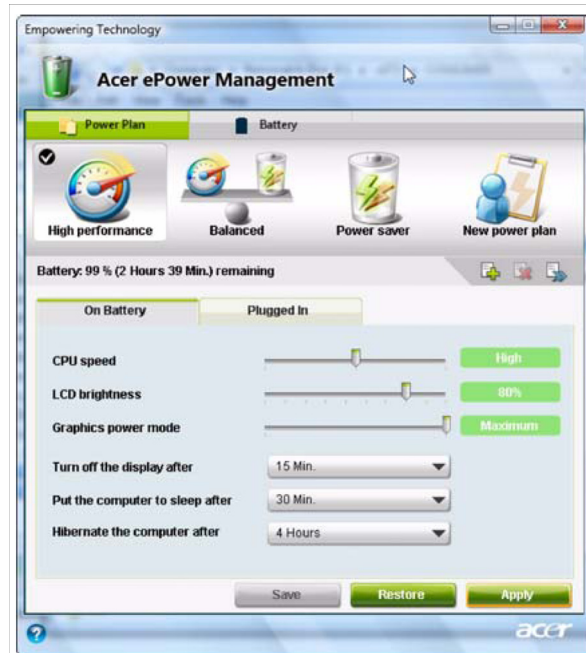 Empowering Technology
Acer ePower Management
Power Plan
Battery
High performance
Balanced
Power saver
New power plan
Battery: 99 % (2 Hours 39 Min.) remaining
On Battery
Plugged In
CPU speed
High
LCD brightness
80%
Graphics power mode
Maximum
Turn off the display after
15 Min.
Put the computer to sleep after
30 Min.
Hibernate the computer after
4 Hours
Save
Restore
Apply
acer